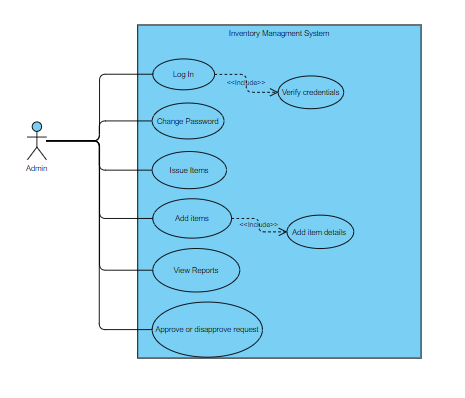 Inventory Managment System
Log In
<<Include>>
Verify credentials
Change Password
Admin
Issue Items
Add items
<<Include>>
Add item details
View Reports
Approve or disapprove request